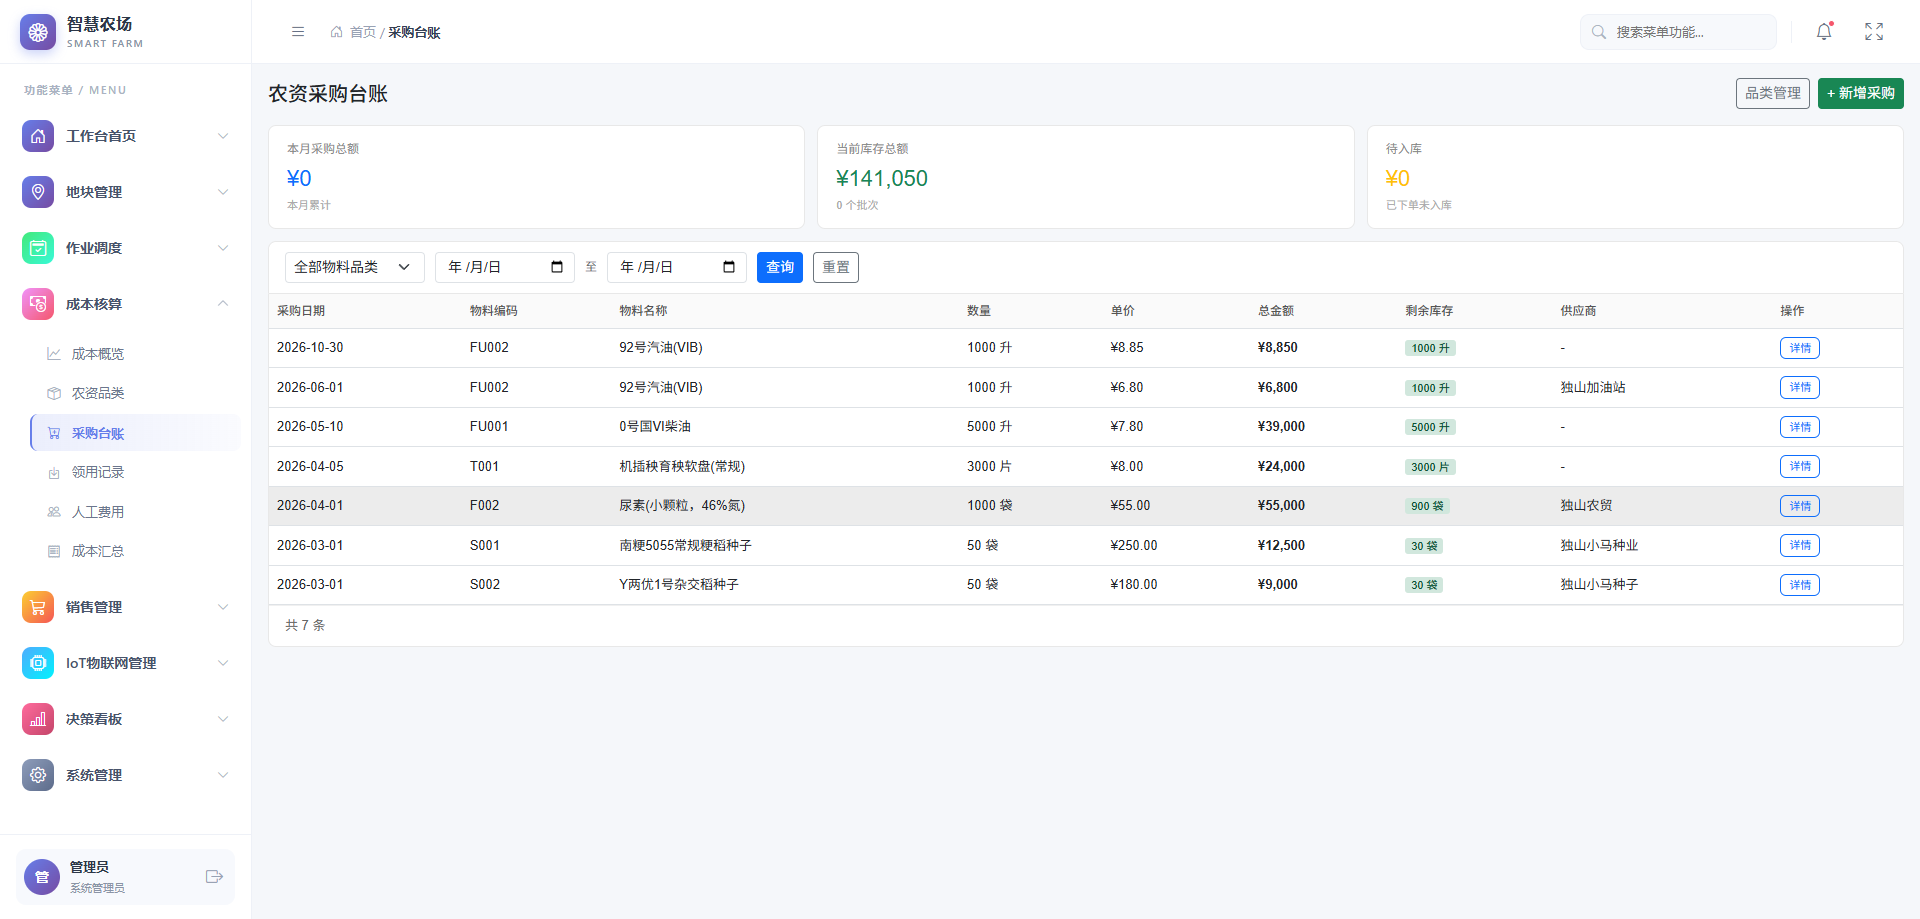 智慧农场
SMART FARM
首页 / 采购台账
搜索菜单功能...
功能菜单 / MENU
工作台首页
地块管理
作业调度
成本核算
成本概览
农资品类
采购台账
领用记录
人工费用
成本汇总
销售管理
IoT物联网管理
决策看板
系统管理
管
管理员
系统管理员
农资采购台账
品类管理
+ 新增采购
本月采购总额
¥0
本月累计
当前库存总额
¥141,050
0 个批次
待入库
¥0
已下单未入库
全部物料品类 年 /月/日 至 年 /月/日 查询 重置
采购日期 物料编码 物料名称 数量 单价 总金额 剩余库存 供应商 操作
2026-10-30 FU002 92号汽油(VIB) 1000 升 ¥8.85 ¥8,850 1000 升 - 详情
2026-06-01 FU002 92号汽油(VIB) 1000 升 ¥6.80 ¥6,800 1000 升 独山加油站 详情
2026-05-10 FU001 0号国VI柴油 5000 升 ¥7.80 ¥39,000 5000 升 - 详情
2026-04-05 T001 机插秧育秧软盘(常规) 3000 片 ¥8.00 ¥24,000 3000 片 - 详情
2026-04-01 F002 尿素(小颗粒，46%氮) 1000 袋 ¥55.00 ¥55,000 900 袋 独山农贸 详情
2026-03-01 S001 南粳5055常规粳稻种子 50 袋 ¥250.00 ¥12,500 30 袋 独山小马种业 详情
2026-03-01 S002 Y两优1号杂交稻种子 50 袋 ¥180.00 ¥9,000 30 袋 独山小马种子 详情
共 7 条